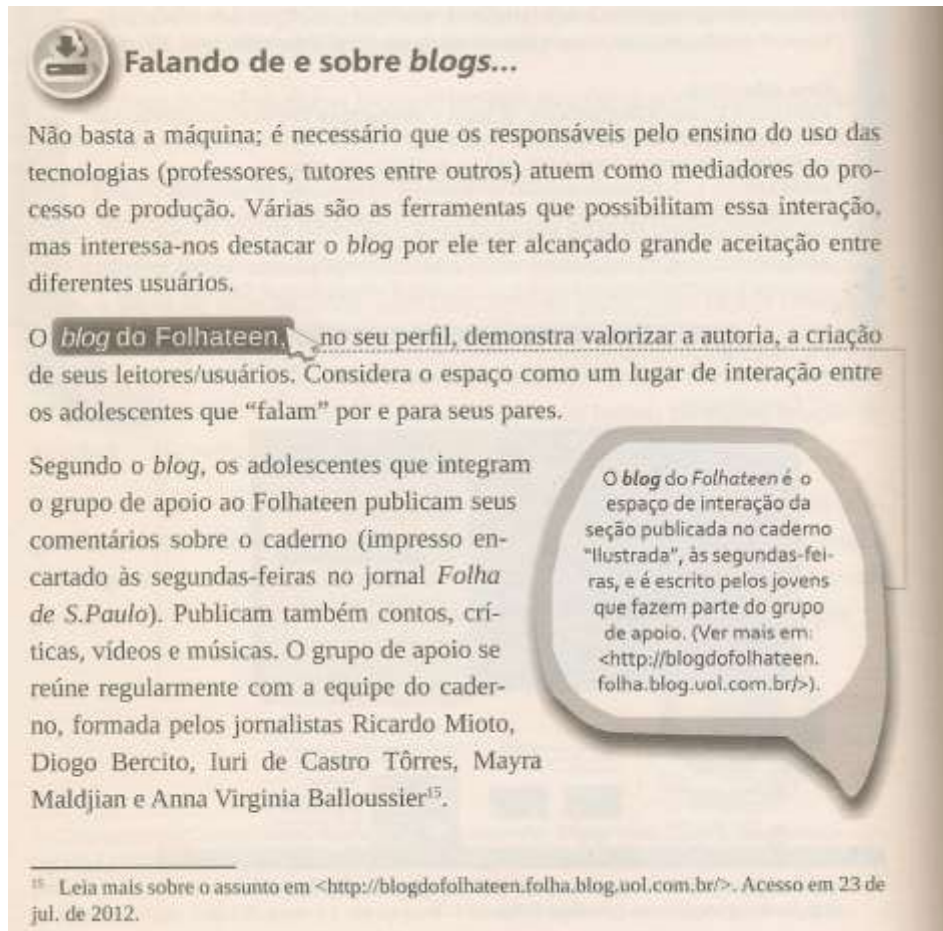 Falando de e sobre blogs...
Não basta a máquina; é necessário que os responsáveis pelo ensino do uso das
tecnologias (professores, tutores entre outros) atuem como mediadores do pro-
cesso de produção. Várias são as ferramentas que possibilitam essa interação,
mas interessa-nos destacar o blog por ele ter alcançado grande aceitação entre
diferentes usuários.
O blog do Folhateen, no seu perfil, demonstra valorizar a autoria, a criação
de seus leitores/usuários. Considera o espaço como um lugar de interação entre
os adolescentes que “falam” por e para seus pares.
Segundo o blog, os adolescentes que integram
o grupo de apoio ao Folhateen publicam seus
comentários sobre o caderno (impresso en-
cartado às segundas-feiras no jornal Folha
de S.Paulo). Publicam também contos, crí-
ticas, vídeos e músicas. O grupo de apoio se
reúne regularmente com a equipe do cader-
no, formada pelos jornalistas Ricardo Mioto,
Diogo Bercito, Iuri de Castro Tôrres, Mayra
Maldjian e Anna Virginia Balloussier15.
O blog do Folhateen é o
espaço de interação da
seção publicada no caderno
"Ilustrada", às segundas-fei-
ras, e é escrito pelos jovens
que fazem parte do grupo
de apoio. (Ver mais em:
<http://blogdofolhateen.
folha.blog.uol.com.br/>).
15 Leia mais sobre o assunto em <http://blogdofolhateen.folha.blog.uol.com.br/>. Acesso em 23 de
jul. de 2012.